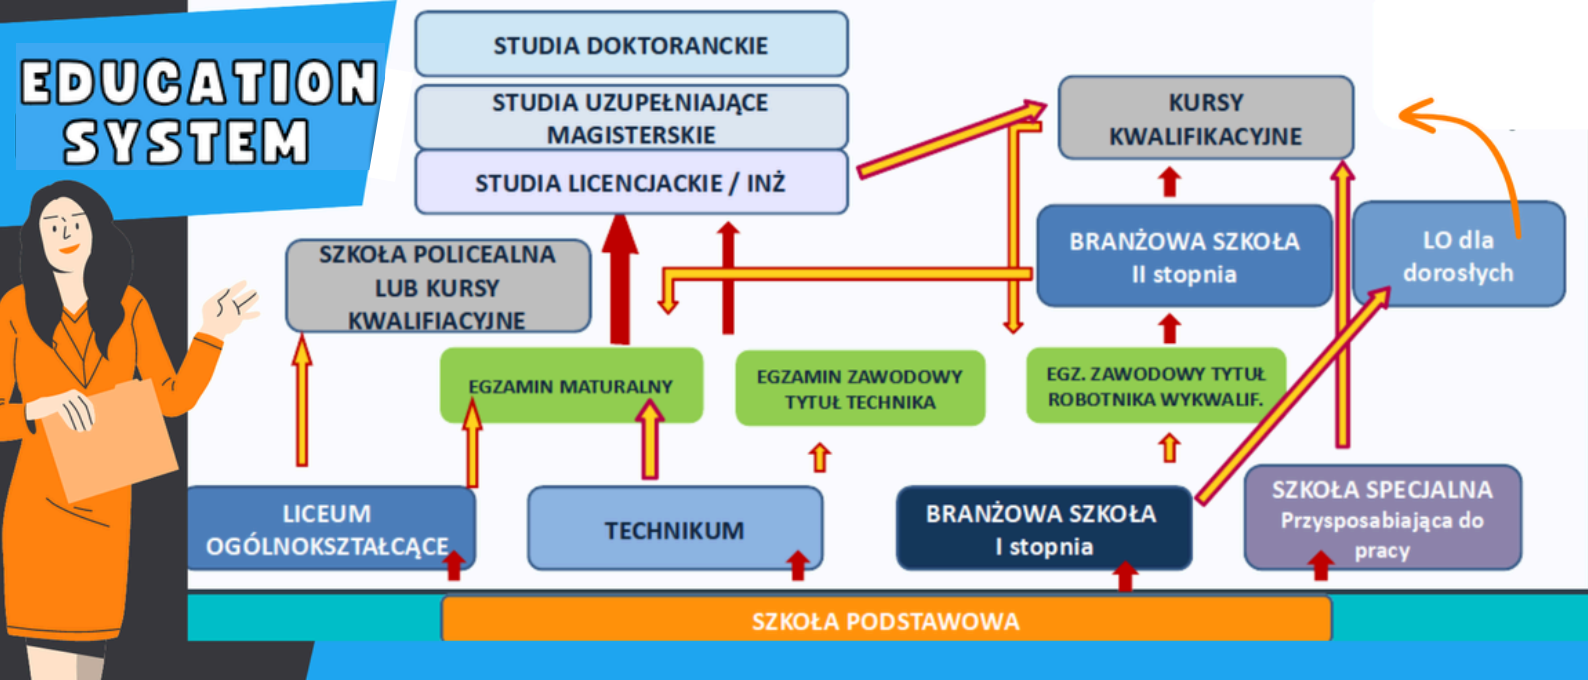 EDUCATION
SYSTEM
STUDIA DOKTORANCKIE
STUDIA UZUPEŁNIAJĄCE
MAGISTERSKIE
STUDIA LICENCJACKIE / INŻ
KURSY
KWALIFIKACYJNE
SZKOŁA POLICEALNA
LUB KURSY
KWALIFIACYJNE
BRANŻOWA SZKOŁA
II stopnia
LO dla
dorosłych
EGZAMIN MATURALNY
EGZAMIN ZAWODOWY
TYTUŁ TECHNIKA
EGZ. ZAWODOWY TYTUŁ
ROBOTNIKA WYKWALIF.
LICEUM
OGÓLNOKSZTAŁCĄCE
TECHNIKUM
BRANŻOWA SZKOŁA
I stopnia
SZKOŁA SPECJALNA
Przysposabiająca do
pracy
SZKOŁA PODSTAWOWA